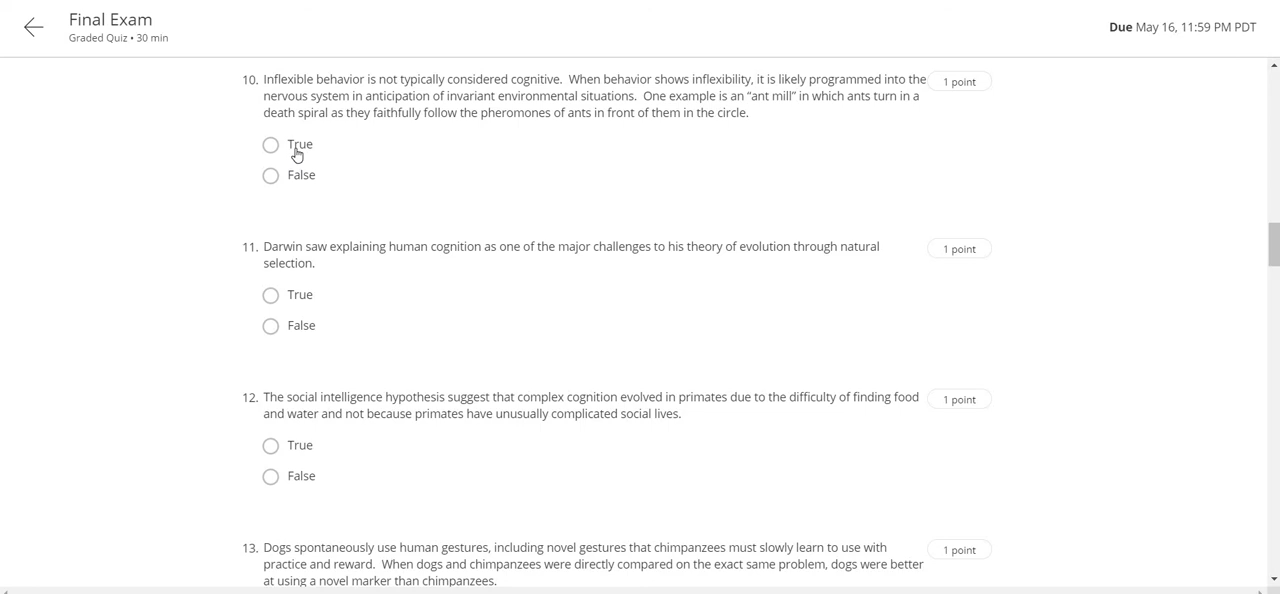 Final Exam
Graded Quiz • 30 min
Due May 16, 11:59 PM PDT
10. Inflexible behavior is not typically considered cognitive. When behavior shows inflexibility, it is likely programmed into the 1 point
nervous system in anticipation of invariant environmental situations. One example is an “ant mill” in which ants turn in a
death spiral as they faithfully follow the pheromones of ants in front of them in the circle.
True
False
11. Darwin saw explaining human cognition as one of the major challenges to his theory of evolution through natural 1 point
selection.
True
False
12. The social intelligence hypothesis suggest that complex cognition evolved in primates due to the difficulty of finding food 1 point
and water and not because primates have unusually complicated social lives.
True
False
13. Dogs spontaneously use human gestures, including novel gestures that chimpanzees must slowly learn to use with 1 point
practice and reward. When dogs and chimpanzees were directly compared on the exact same problem, dogs were better
at using a novel marker than chimpanzees.